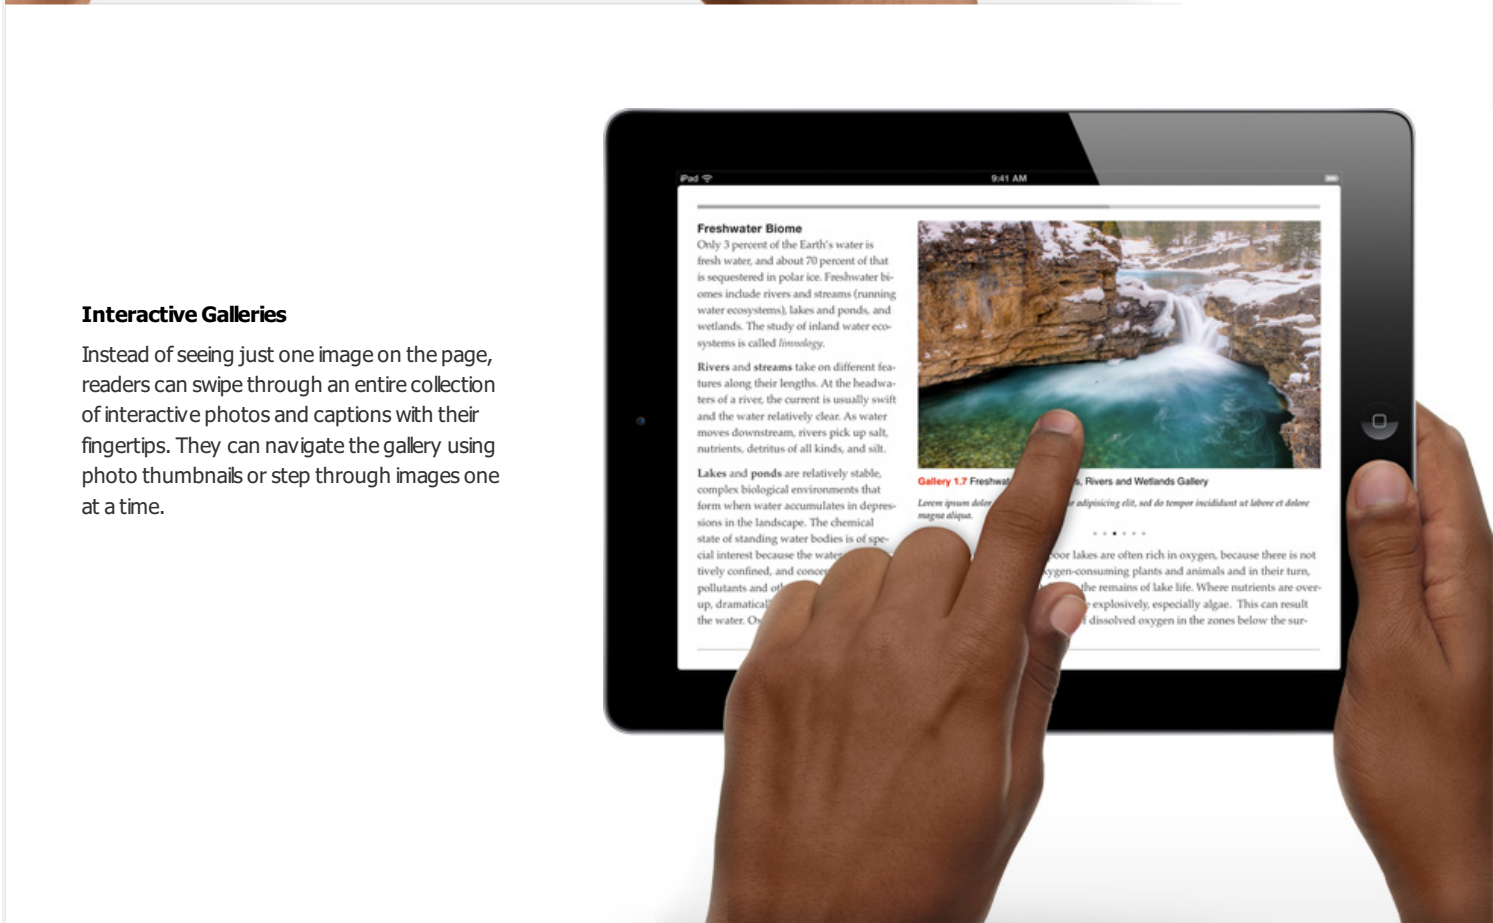 Interactive Galleries
Instead of seeing just one image on the page,
readers can swipe through an entire collection
of interactive photos and captions with their
fingertips. They can navigate the gallery using
photo thumbnails or step through images one
at a time.
iPad
9:41 AM
Freshwater Biome
Only 3 percent of the Earth's water is
fresh water, and about 70 percent of that
is sequestered in polar ice. Freshwater bi-
omes include rivers and streams (running
water ecosystems), lakes and ponds, and
wetlands. The study of inland water eco-
systems is called limnology.
Rivers and streams take on different fea-
tures along their lengths. At the headwa-
ters of a river, the current is usually swift
and the water relatively clear. As water
moves downstream, rivers pick up salt,
nutrients, detritus of all kinds, and silt.
Lakes and ponds are relatively stable,
complex biological environments that
form when water accumulates in depres-
sions in the landscape. The chemical
state of standing water bodies is of spe-
cial interest because the water
tively confined, and
pollutants and
up,
the water.
Gallery 1.7 , Rivers and Wetlands Gallery
Lorem ipsum adipisicing elit, sed do tempor incididunt ut labore et dolore
magna aliqua.
lakes are often rich in oxygen, because there is not
plants and animals and in their turn,
the remains of lake life. Where nutrients are over-
explosively, especially algae. This can result
dissolved oxygen in the zones below the sur-